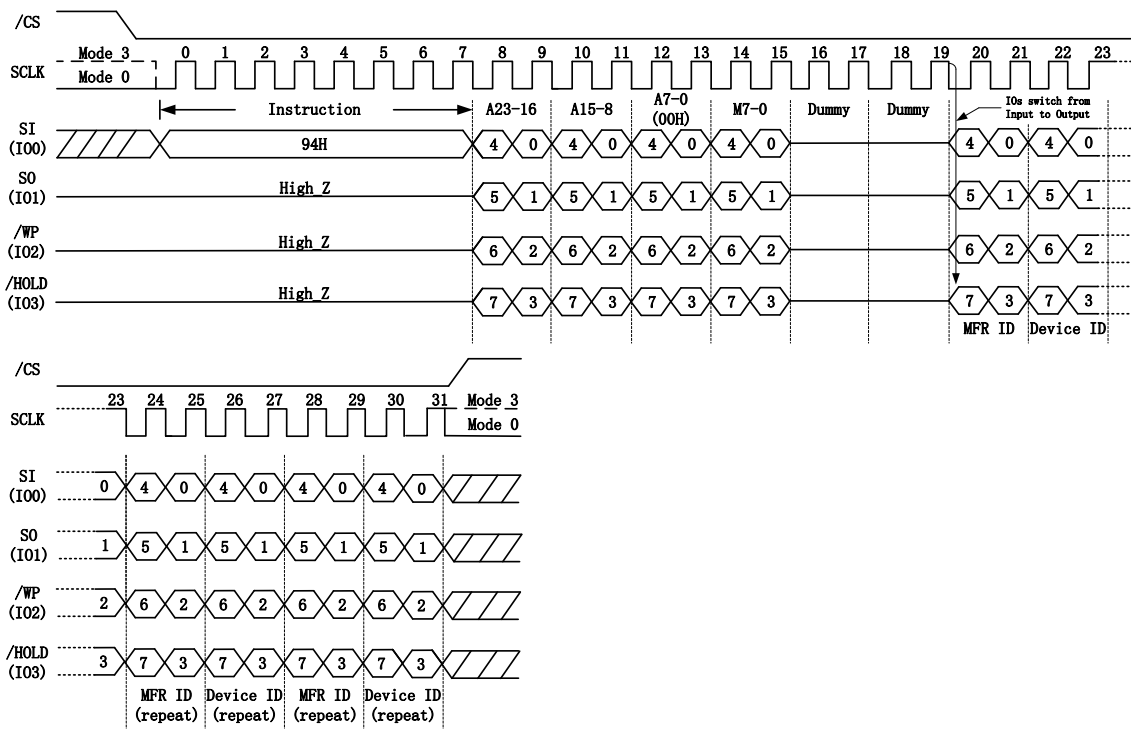 /CS
Mode 3 0 1 2 3 4 5 6 7 8 9 10 11 12 13 14 15 16 17 18 19 20 21 22 23
SCLK
Mode 0
Instruction A23-16 A15-8 A7-0 M7-0 Dummy Dummy
(00H)
IOs switch from
Input to Output
SI
(IO0)
94H 4 0 4 0 4 0 4 0 4 0 4 0
SO
(IO1)
High_Z 5 1 5 1 5 1 5 1 5 1 5 1
/WP
(IO2)
High_Z 6 2 6 2 6 2 6 2 6 2 6 2
/HOLD
(IO3)
High_Z 7 3 7 3 7 3 7 3 7 3 7 3
MFR ID Device ID
/CS
23 24 25 26 27 28 29 30 31 Mode 3
SCLK
Mode 0
SI
(IO0)
0 4 0 4 0 4 0 4 0
SO
(IO1)
1 5 1 5 1 5 1 5 1
/WP
(IO2)
2 6 2 6 2 6 2 6 2
/HOLD
(IO3)
3 7 3 7 3 7 3 7 3
MFR ID Device ID MFR ID Device ID
(repeat) (repeat) (repeat) (repeat)